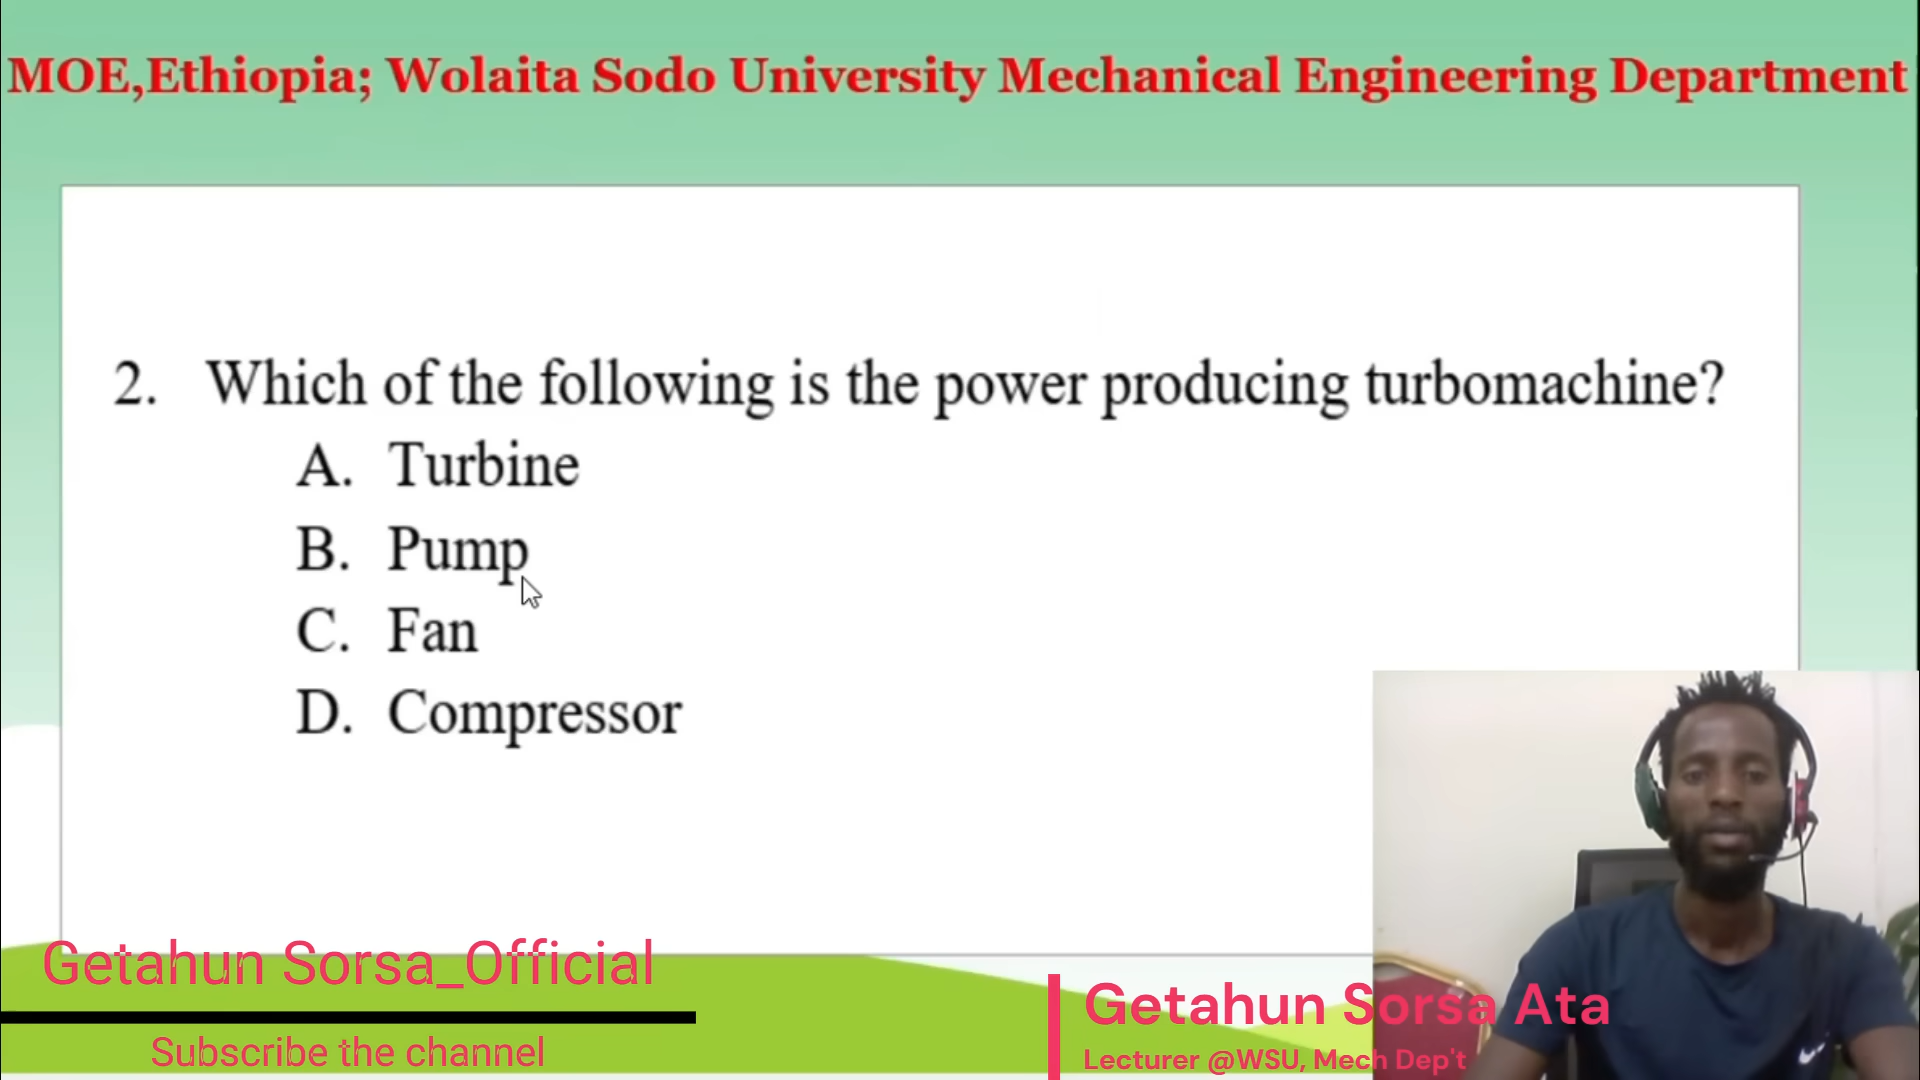 MOE,Ethiopia; Wolaita Sodo University Mechanical Engineering Department
2. Which of the following is the power producing turbomachine?
A. Turbine
B. Pump
C. Fan
D. Compressor
Getahun Sorsa_Official
Subscribe the channel
Getahun Sorsa Ata
Lecturer @WSU, Mech Dep't